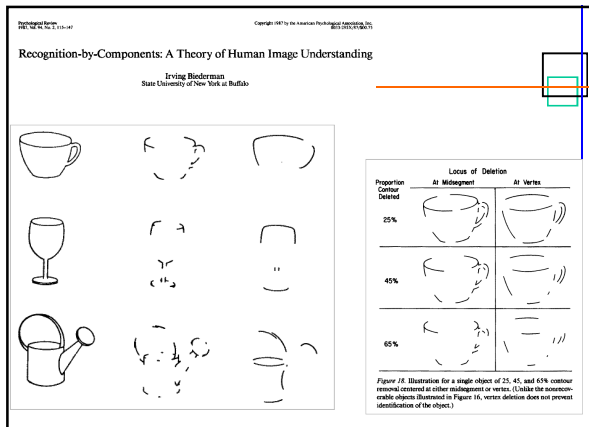 Psychological Review
1987, Vol. 94, No. 2, 115-147
Copyright 1987 by the American Psychological Association, Inc.
0033-295X/87/$00.75
Recognition-by-Components: A Theory of Human Image Understanding
Irving Biederman
State University of New York at Buffalo
Locus of Deletion
Proportion
Contour
Deleted
At Midsegment
At Vertex
25%
45%
65%
Figure 18. Illustration for a single object of 25, 45, and 65% contour
removal centered at either midsegment or vertex. (Unlike the nonrecov-
erable objects illustrated in Figure 16, vertex deletion does not prevent
identification of the object.)